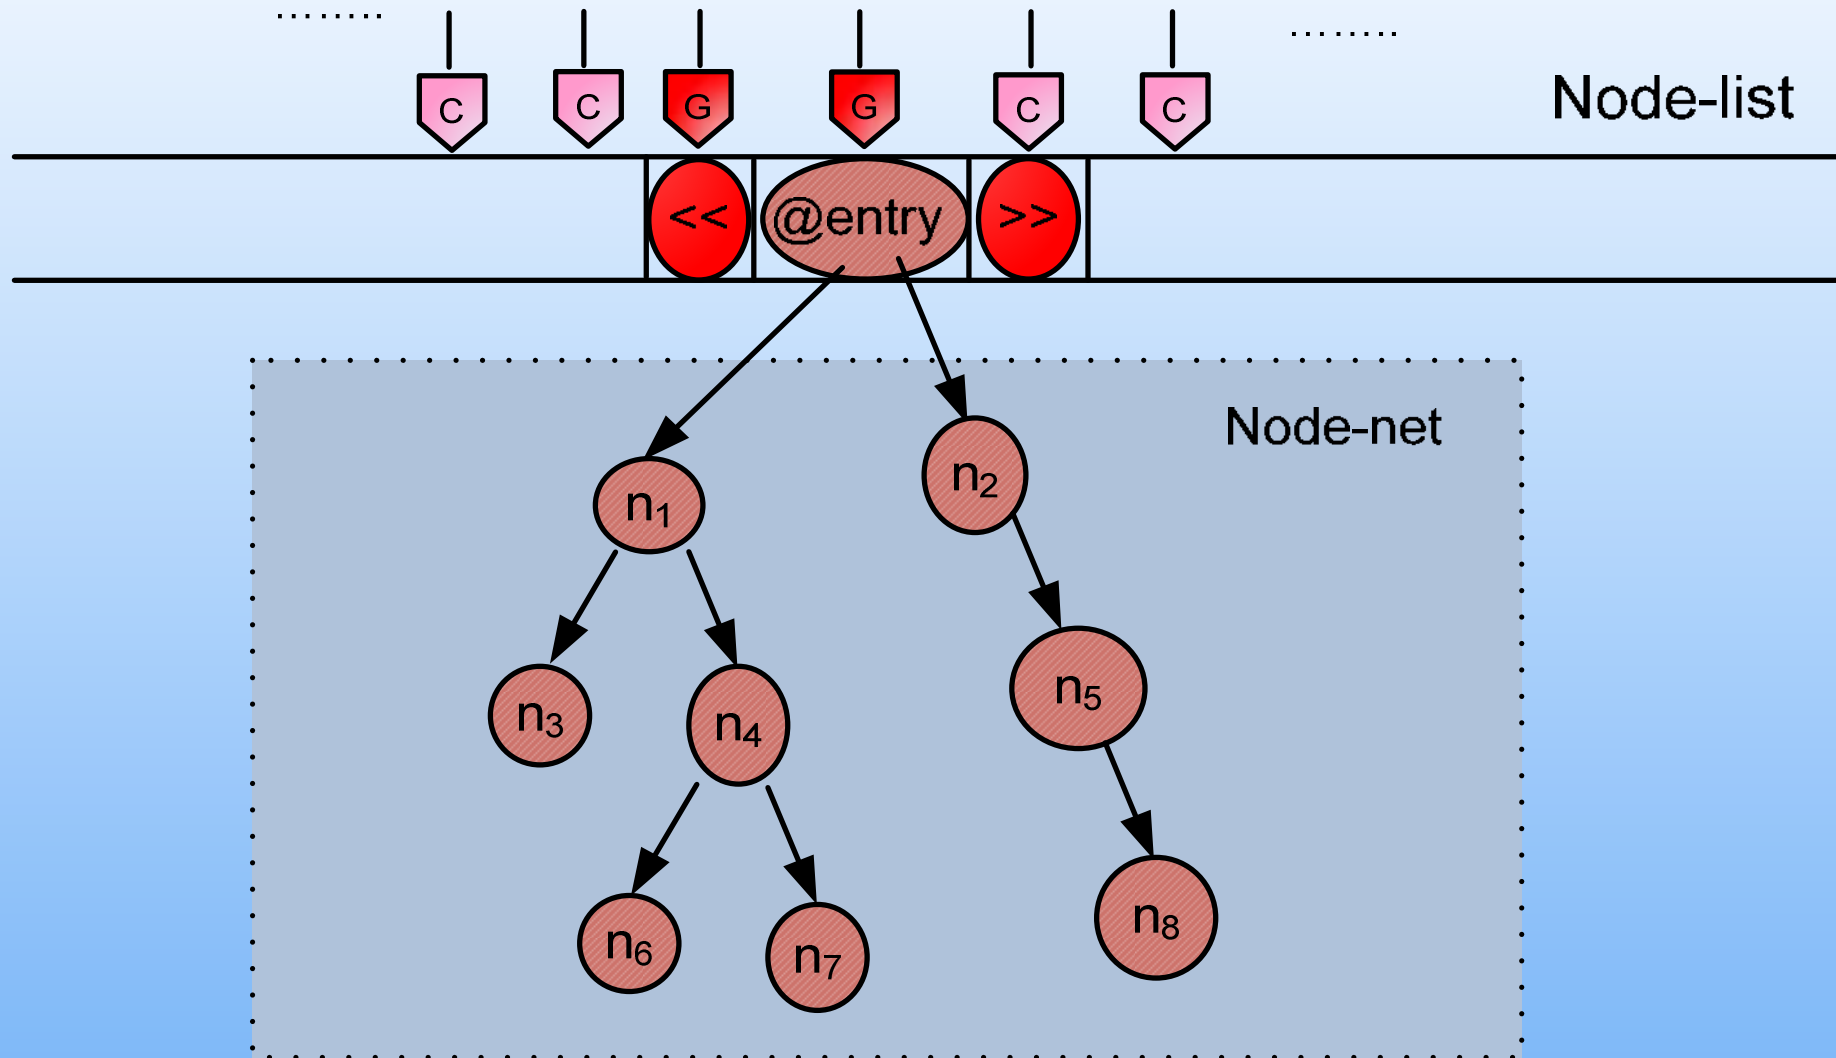 C C G G C C
Node-list
<< @entry >>
Node-net
n1 n2
n3 n4 n5
n6 n7 n8